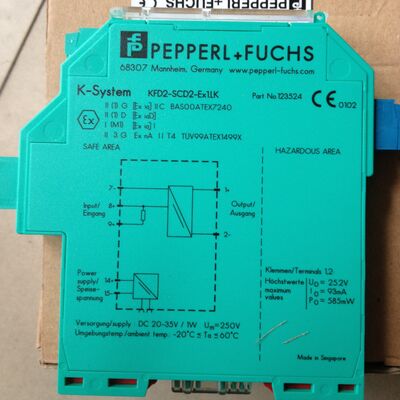 PEPPERL+FUCHS
PEPPERL+FUCHS
68307 Mannheim, Germany www.pepperl-fuchs.com
K-System KFD2-SCD2-Ex1.LK Part No.123524 CE 0102
II (1) G [Ex ia] IIC BAS00ATEX7240
II (1) D [Ex iaD]
I (M1) [Ex ia] I
II 3 G Ex nA II T4 TÜV99ATEX1499X
Ex
SAFE AREA HAZARDOUS AREA
7-
Input/ 8+
Eingang
9-
1+
Output/
Ausgang
2-
Power
supply/ 14+
Speise- 15-
spannung
Klemmen/Terminals 1,2
Höchstwerte U₀ = 25.2V
maximum I₀ = 93mA
values P₀ = 585mW
Versorgung/supply : DC 20-35V / 1W Uₘ = 250V
Umgebungstemp./ambient temp.: -20°C ≤ Tₐ ≤ +60°C
Made in Singapore